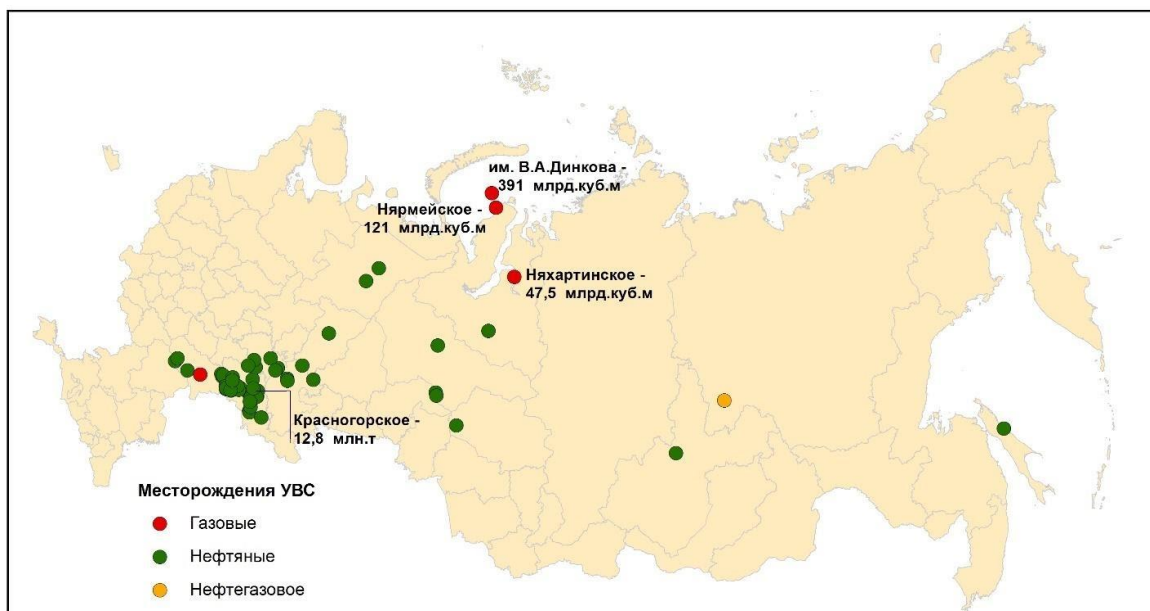 им. В.А.Динкова -
391 млрд.куб.м
Нярмейское -
121 млрд.куб.м
Няхартинское -
47,5 млрд.куб.м
Красногорское -
12,8 млн.т
Месторождения УВС
Газовые
Нефтяные
Нефтегазовое